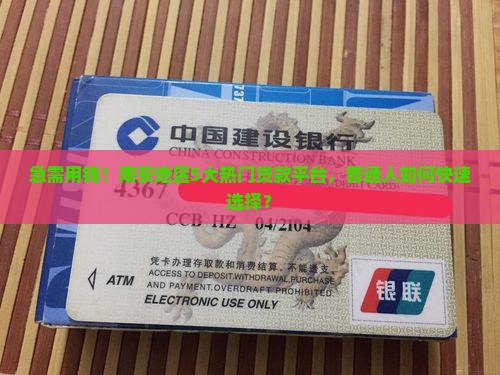 中国建设银行
CHINA CONSTRUCTION BANK
急需用钱！南安地区5大热门贷款平台，普通人如何快速
选择？
4367
(DEBIT CARD)
CCB HZ 04/2104
凭卡办理存取款和消费结算，不能透支。
ACCESS TO DEPOSIT, WITHDRAWAL, PURCHASE
AND PAYMENT. OVERDRAFT PROHIBITED.
ATM
ELECTRONIC USE ONLY
银联